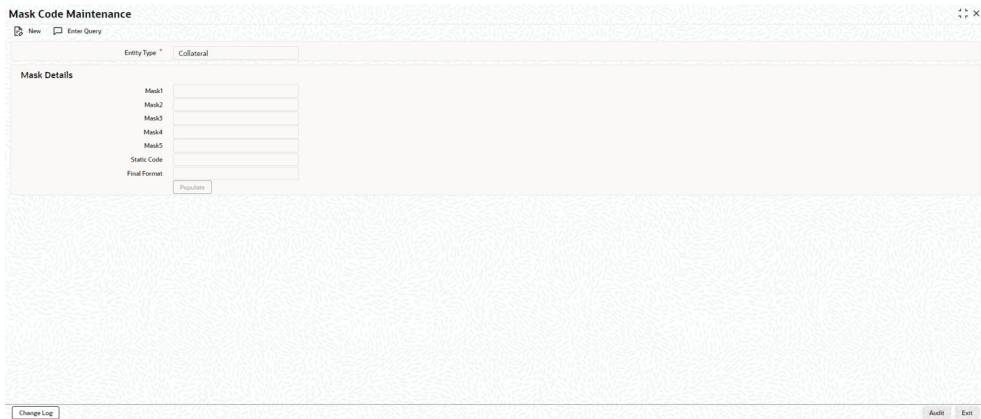 Mask Code Maintenance
New Enter Query
Entity Type * Collateral
Mask Details
Mask1
Mask2
Mask3
Mask4
Mask5
Static Code
Final Format
Populate
Change Log Audit Exit